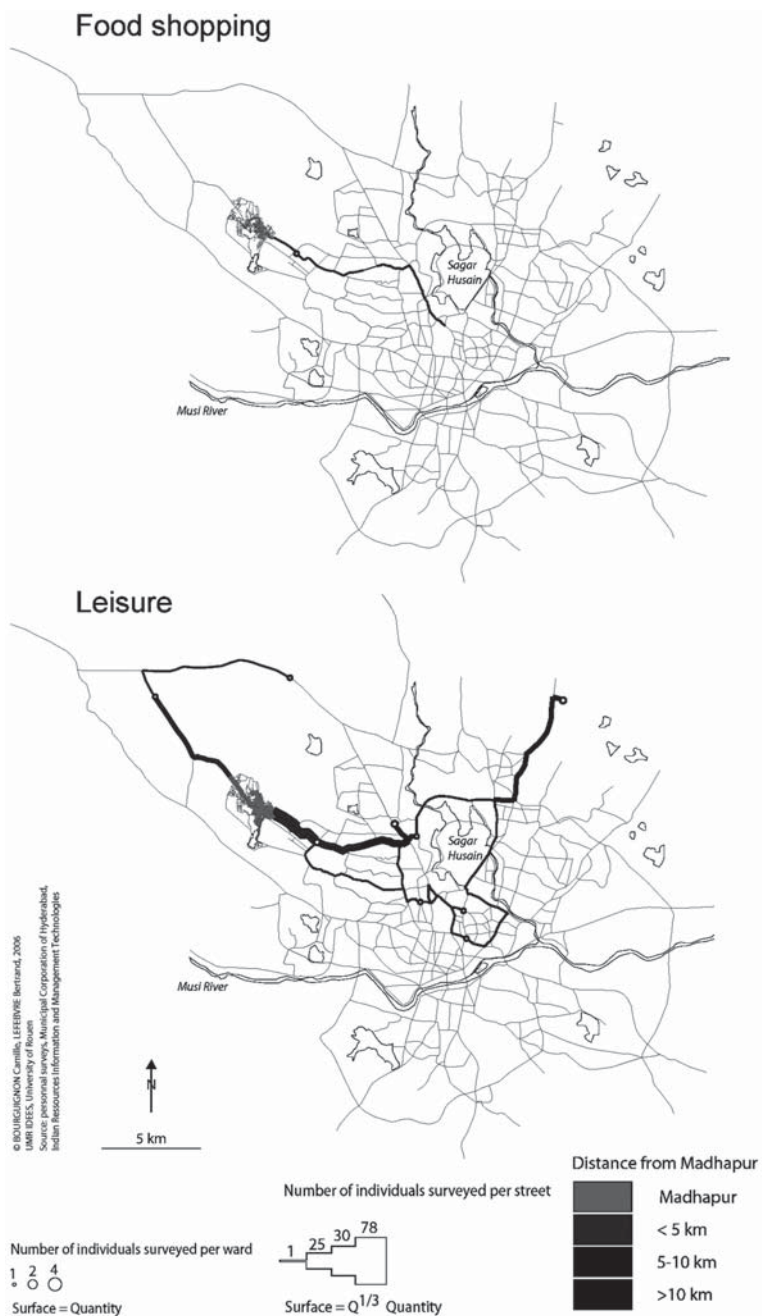 Food shopping
Sagar
Husain
Musi River
Leisure
Sagar
Husain
Musi River
© BOURGUIGNON Camille, LEFEBVRE Bertrand, 2006
UMR IDEES, University of Rouen
Source: personnal surveys, Municipal Corporation of Hyderabad,
Indian Ressources Information and Management Technologies
N
5 km
Number of individuals surveyed per ward
1 2 4
Surface = Quantity
Number of individuals surveyed per street
1 25 30 78
Surface = Q^1/3 Quantity
Distance from Madhapur
Madhapur
< 5 km
5-10 km
>10 km